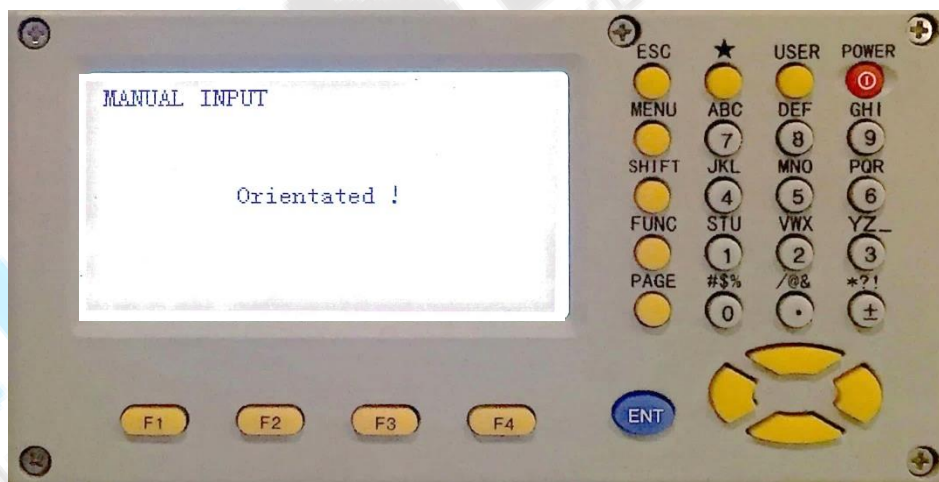 MANUAL INPUT
Orientated !
ESC ★ USER POWER
MENU ABC DEF GHI
7 8 9
SHIFT JKL MNO PQR
4 5 6
FUNC STU VWX YZ_
1 2 3
PAGE #$% /@& *?!
0 • ±
F1 F2 F3 F4 ENT